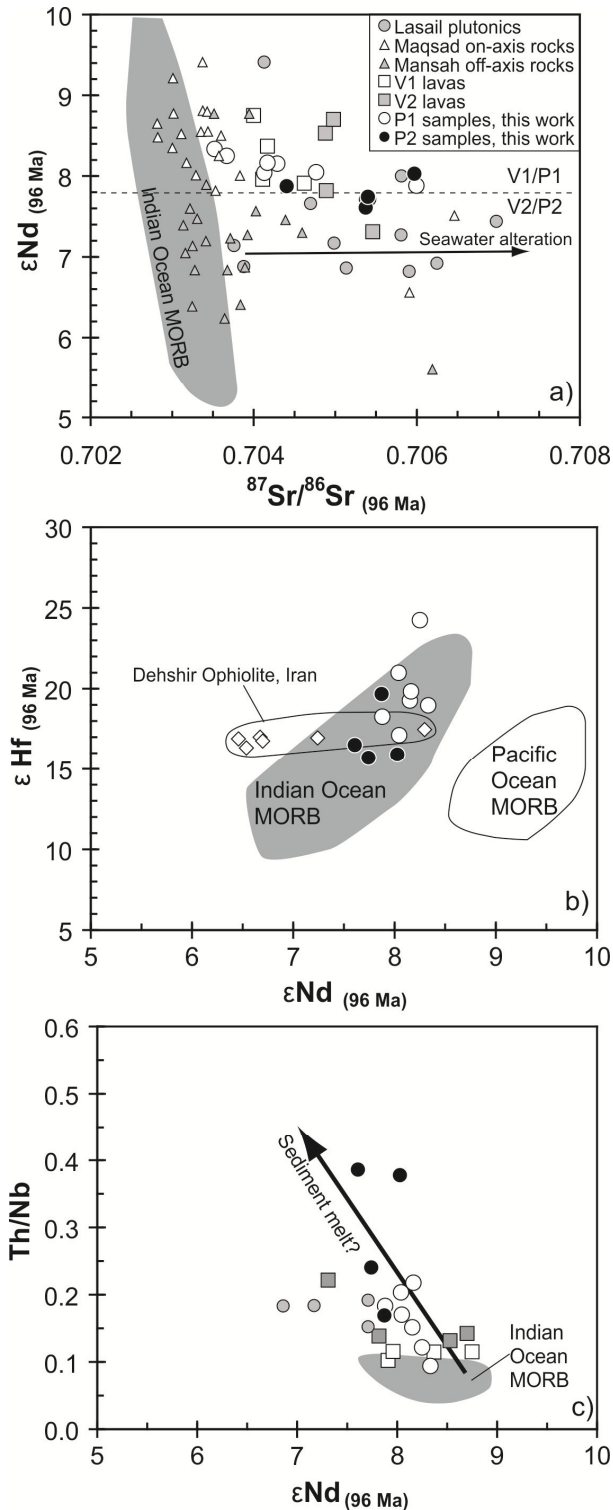 10
9
8
7
6
5
εNd (96 Ma)
Lasail plutonics
Maqsad on-axis rocks
Mansah off-axis rocks
V1 lavas
V2 lavas
P1 samples, this work
P2 samples, this work
V1/P1
V2/P2
Seawater alteration
Indian Ocean MORB
a)
0.702
0.704
0.706
0.708
87Sr/86Sr (96 Ma)
30
25
20
15
10
5
ε Hf (96 Ma)
Dehshir Ophiolite, Iran
Indian Ocean
MORB
Pacific
Ocean
MORB
b)
5
6
7
8
9
10
εNd (96 Ma)
0.6
0.5
0.4
0.3
0.2
0.1
0.0
Th/Nb
Sediment melt?
Indian
Ocean
MORB
c)
5
6
7
8
9
10
εNd (96 Ma)